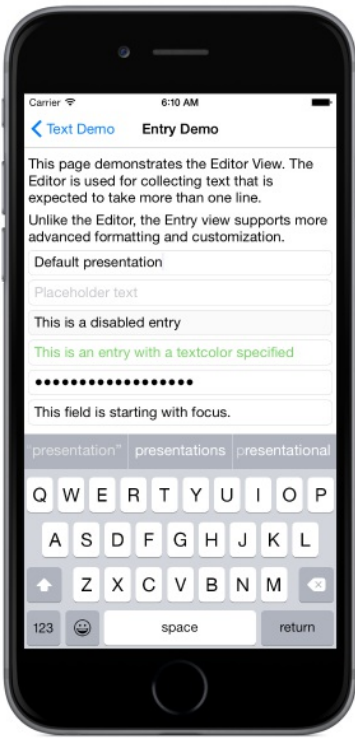 Carrier
6:10 AM
Text Demo
Entry Demo
This page demonstrates the Editor View. The
Editor is used for collecting text that is
expected to take more than one line.
Unlike the Editor, the Entry view supports more
advanced formatting and customization.
Default presentation
Placeholder text
This is a disabled entry
This is an entry with a textcolor specified
●●●●●●●●●●●●●●●●●●
This field is starting with focus.
"presentation" presentations presentational
Q W E R T Y U I O P
A S D F G H J K L
Z X C V B N M
123 space return